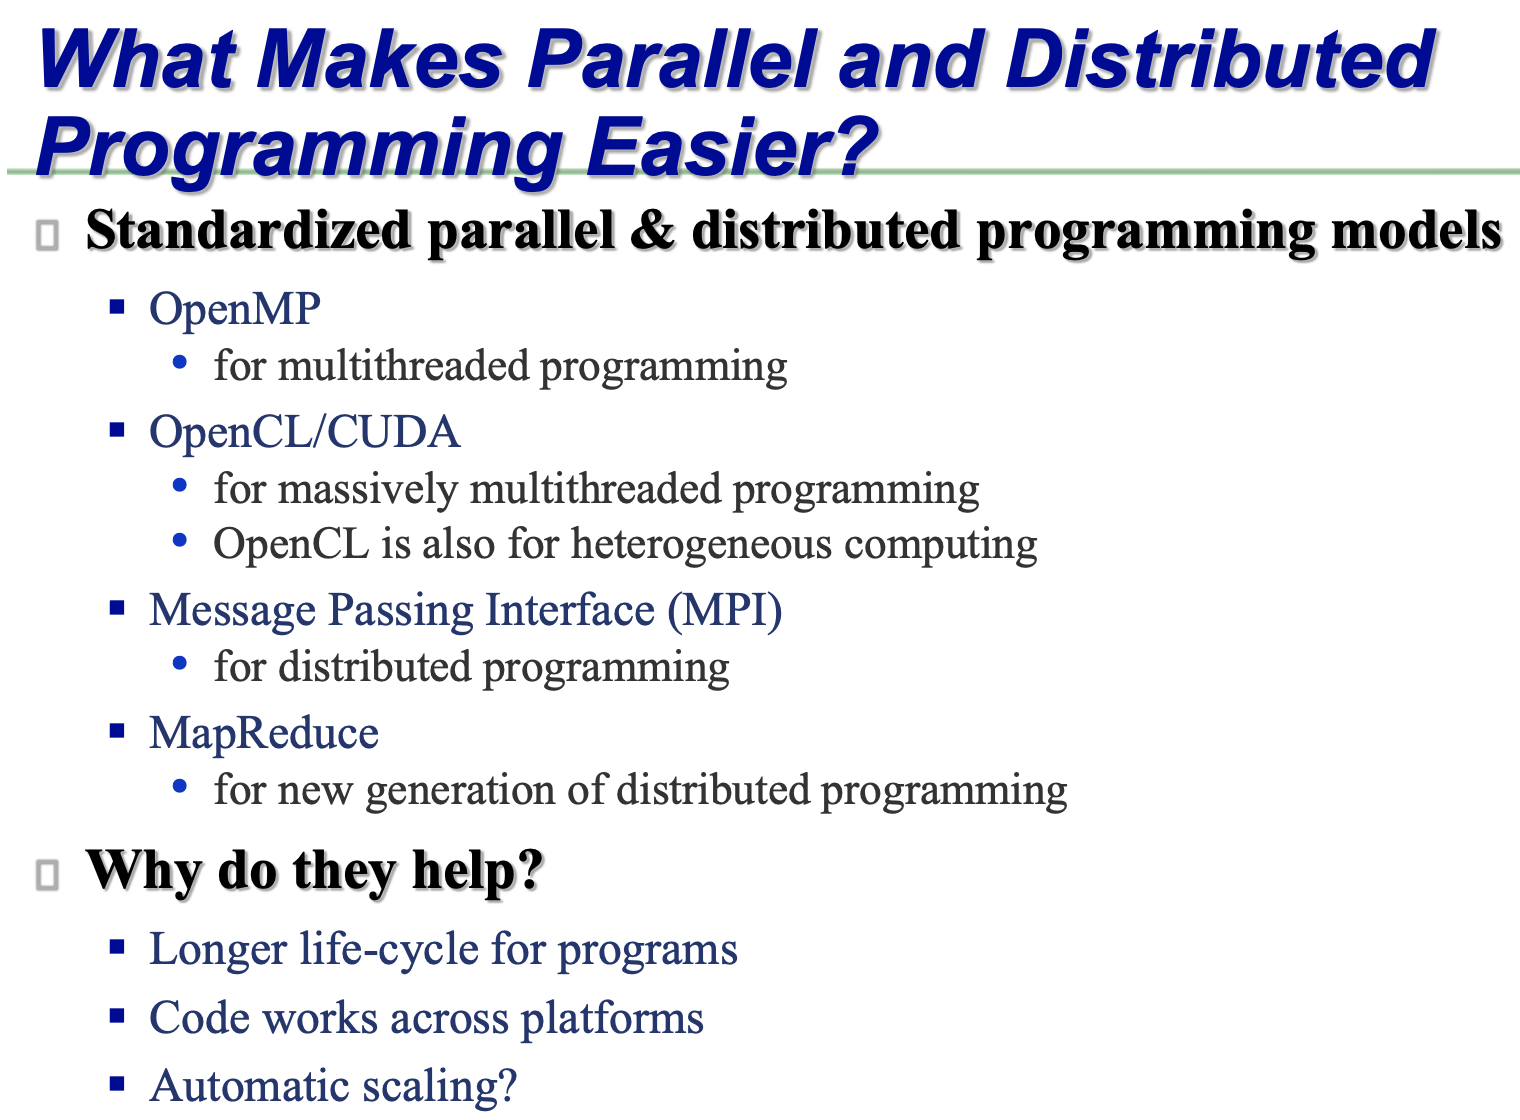 What Makes Parallel and Distributed
Programming Easier?
Standardized parallel & distributed programming models
OpenMP
for multithreaded programming
OpenCL/CUDA
for massively multithreaded programming
OpenCL is also for heterogeneous computing
Message Passing Interface (MPI)
for distributed programming
MapReduce
for new generation of distributed programming
Why do they help?
Longer life-cycle for programs
Code works across platforms
Automatic scaling?